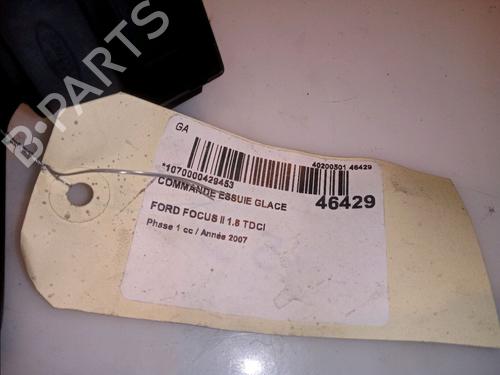 B-PARTS
GA
*1070000429453
40200301 46429
COMMANDE ESSUIE GLACE
46429
FORD FOCUS II 1.8 TDCI
Phase 1 cc / Année 2007